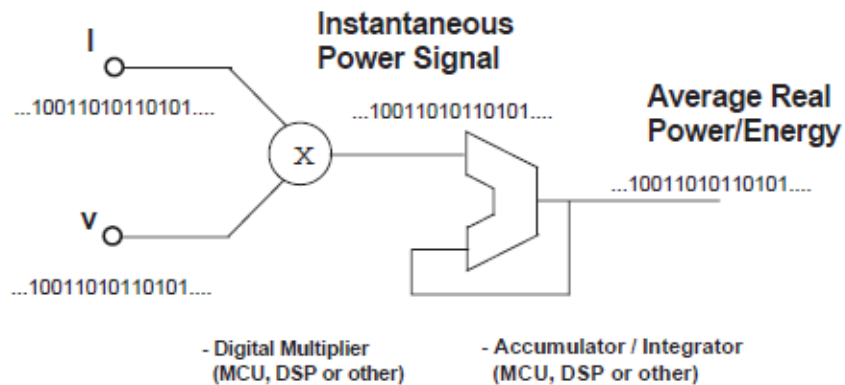 I
Instantaneous
Power Signal
...10011010110101....
...10011010110101....
Average Real
Power/Energy
X
...10011010110101....
v
...10011010110101....
- Digital Multiplier
(MCU, DSP or other)
- Accumulator / Integrator
(MCU, DSP or other)